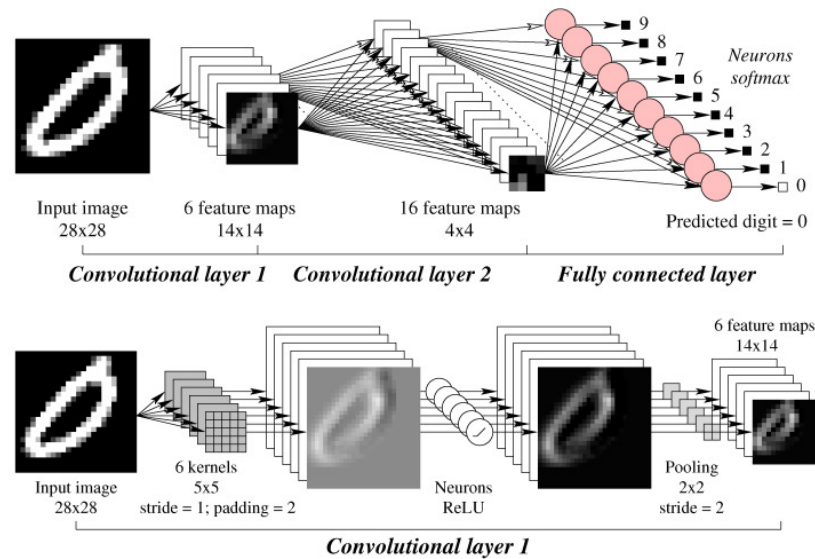 9
8
7
Neurons
softmax
6
5
4
3
2
1
0
Input image
28x28
6 feature maps
14x14
16 feature maps
4x4
Predicted digit = 0
Convolutional layer 1
Convolutional layer 2
Fully connected layer
6 feature maps
14x14
Input image
28x28
6 kernels
5x5
stride = 1; padding = 2
Neurons
ReLU
Pooling
2x2
stride = 2
Convolutional layer 1